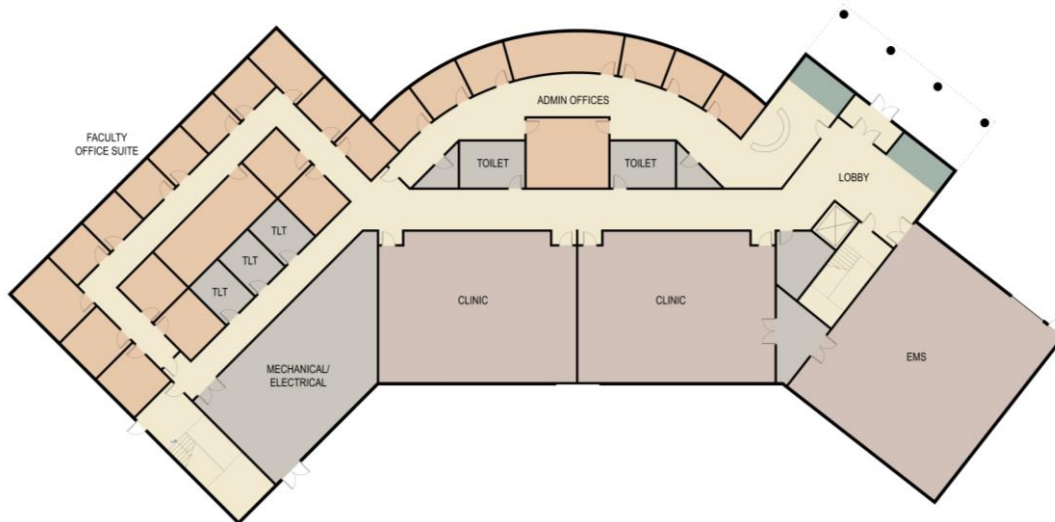 ADMIN OFFICES
FACULTY
OFFICE SUITE
TOILET
TOILET
LOBBY
TLT
TLT
TLT
CLINIC
CLINIC
MECHANICAL/
ELECTRICAL
EMS